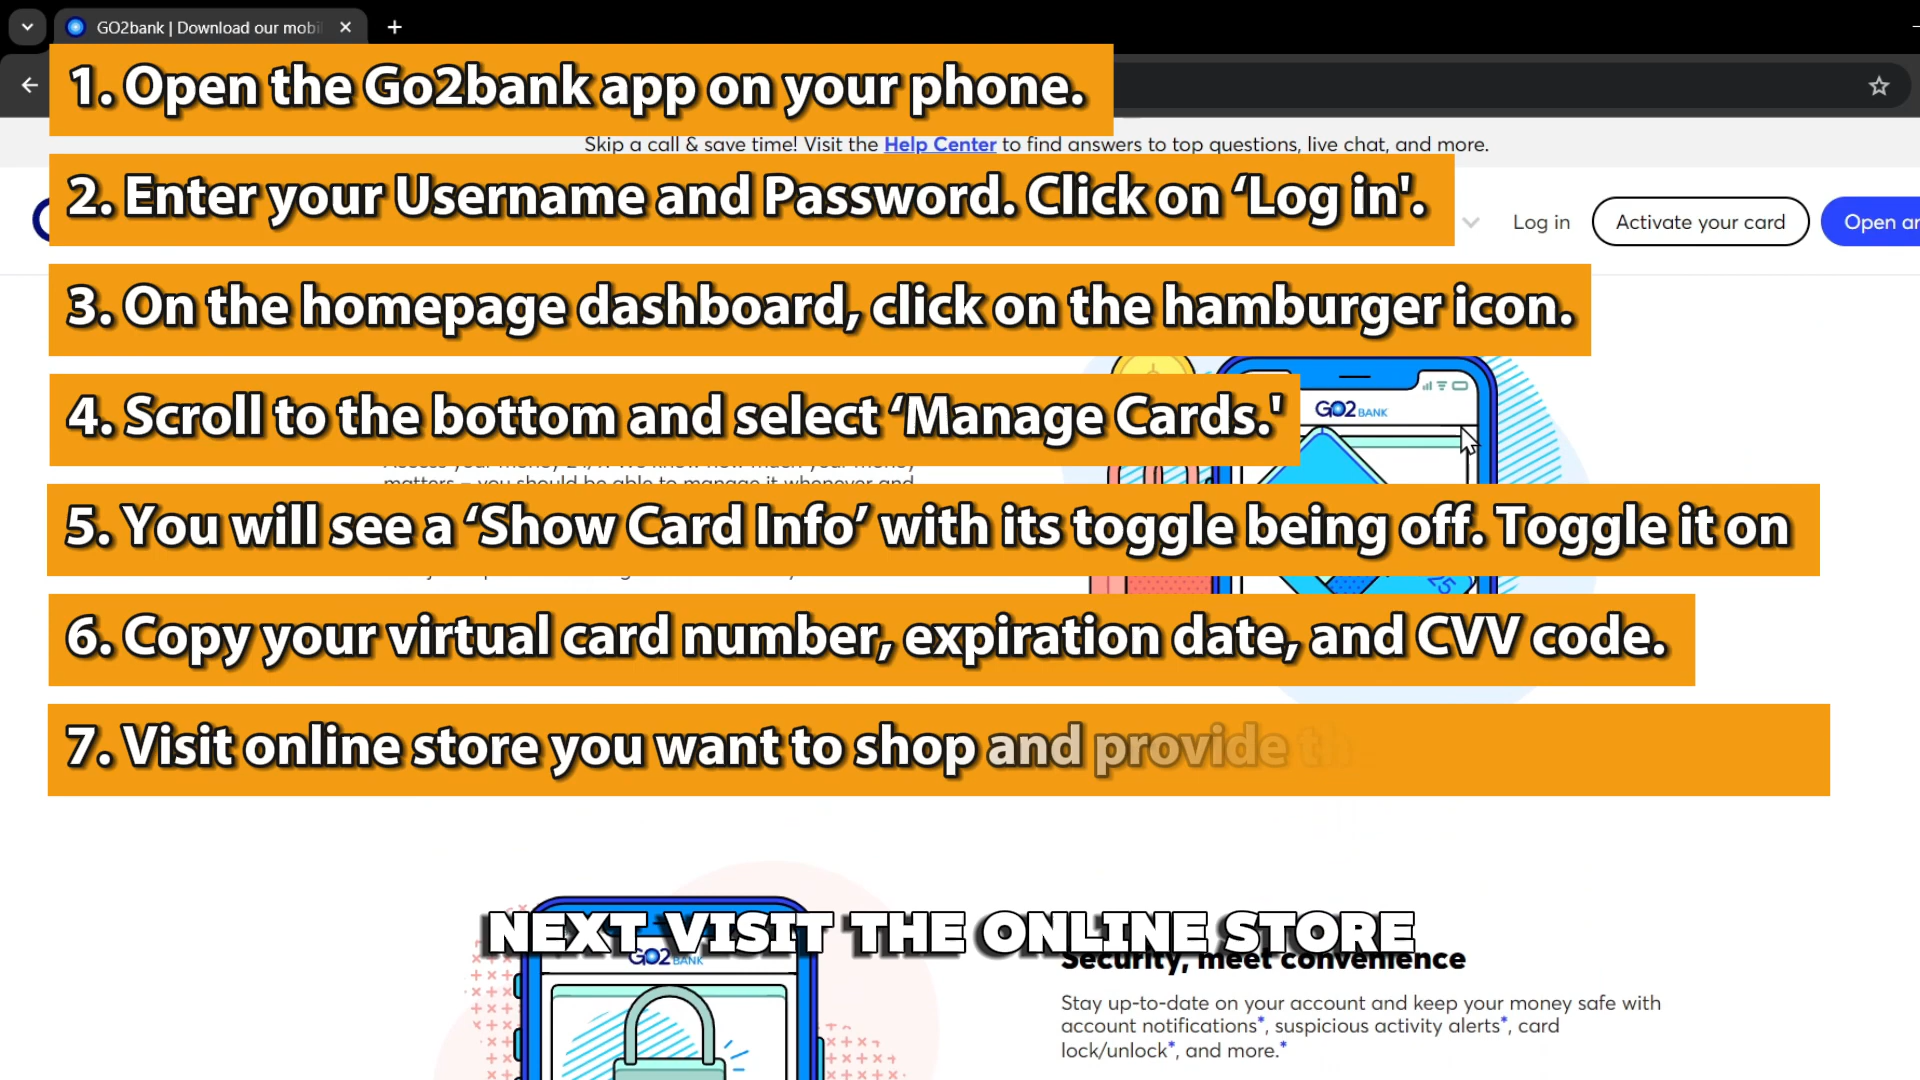 GO2bank | Download our mobi
1. Open the Go2bank app on your phone.
Skip a call & save time! Visit the Help Center to find answers to top questions, live chat, and more.
2. Enter your Username and Password. Click on ‘Log in'.
Log in
Activate your card
Open an
3. On the homepage dashboard, click on the hamburger icon.
4. Scroll to the bottom and select ‘Manage Cards.'
GO2BANK
5. You will see a ‘Show Card Info’ with its toggle being off. Toggle it on
25
6. Copy your virtual card number, expiration date, and CVV code.
7. Visit online store you want to shop and provide th
NEXT VISIT THE ONLINE STORE
GO2BANK
Security, meet convenience
Stay up-to-date on your account and keep your money safe with
account notifications*, suspicious activity alerts*, card
lock/unlock*, and more.*